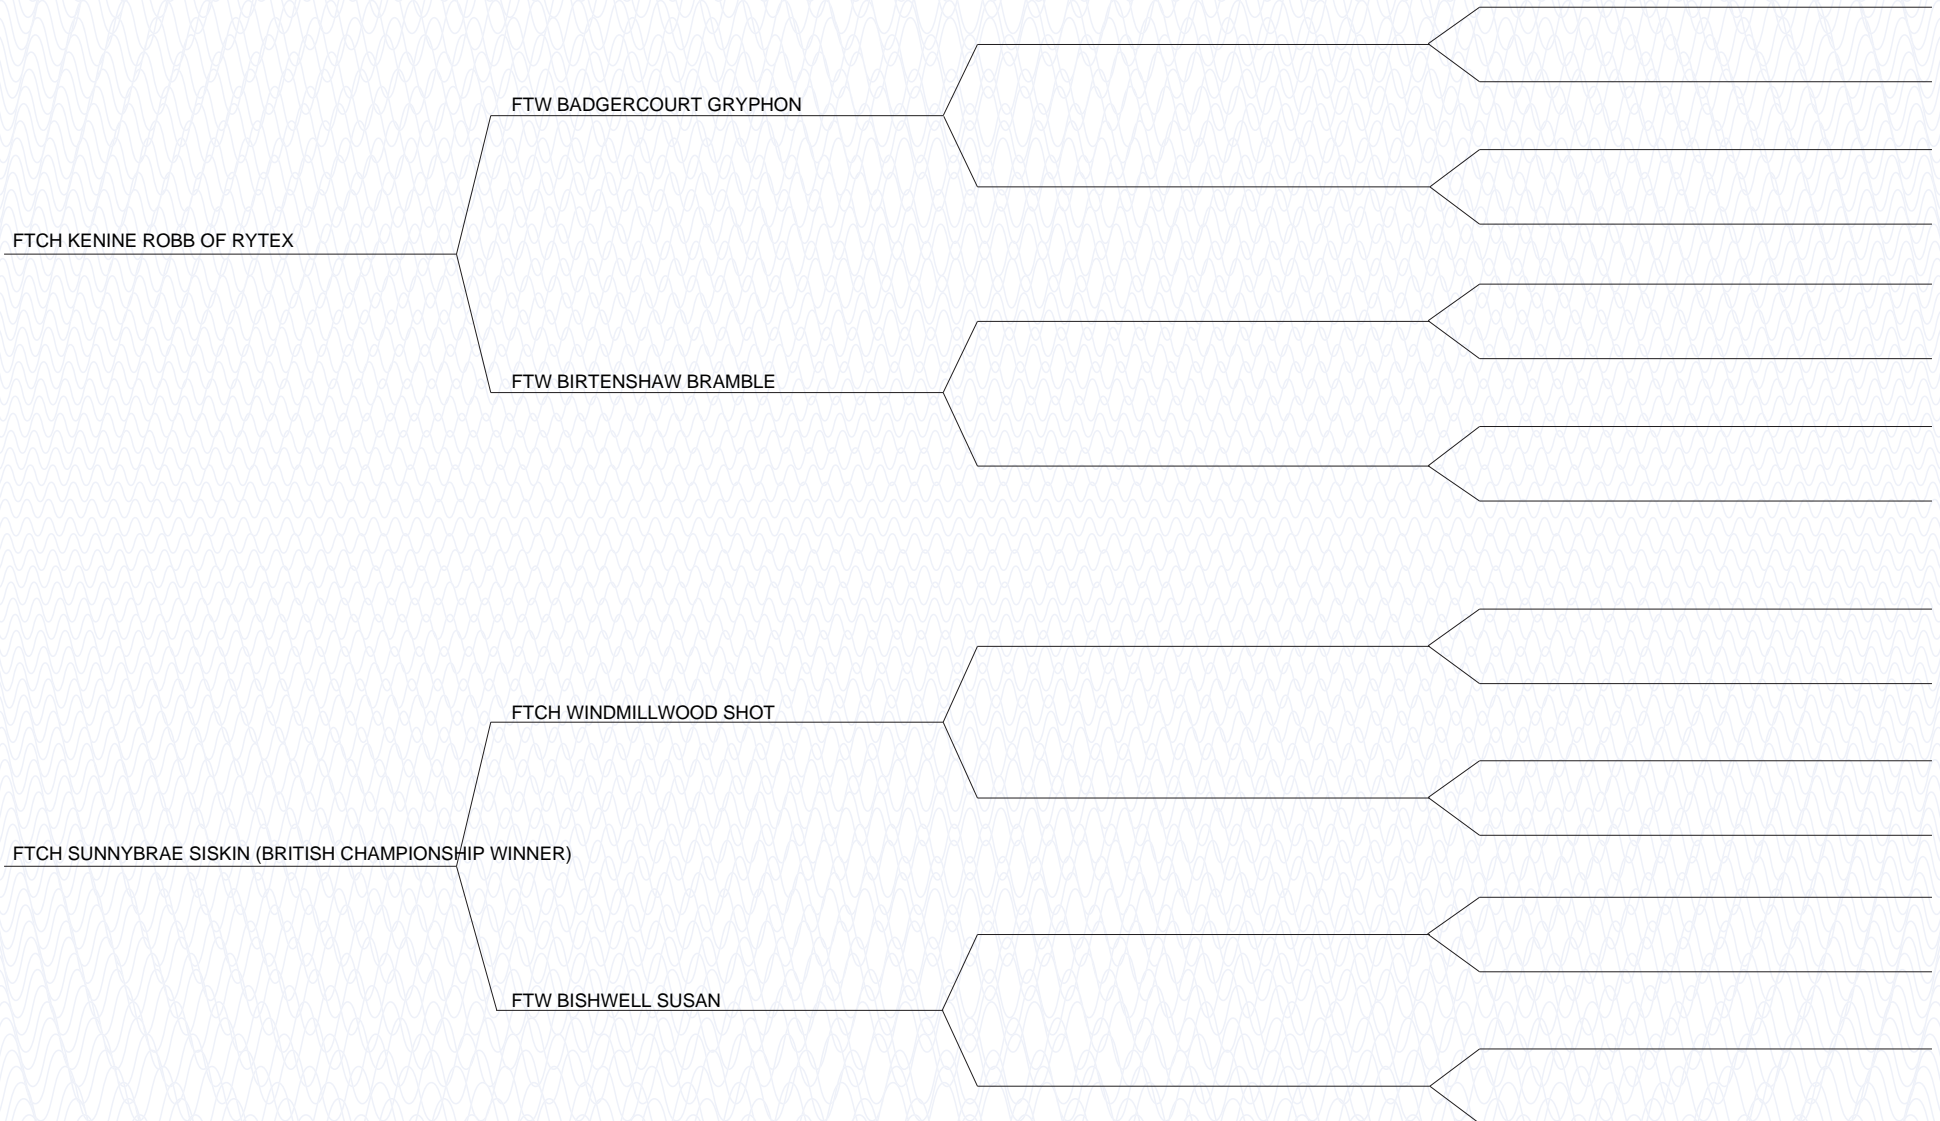 FTW BADGERCOURT GRYPHON
FTCH KENINE ROBB OF RYTEX
FTW BIRTENSHAW BRAMBLE
FTCH WINDMILLWOOD SHOT
FTCH SUNNYBRAE SISKIN (BRITISH CHAMPIONSHIP WINNER)
FTW BISHWELL SUSAN